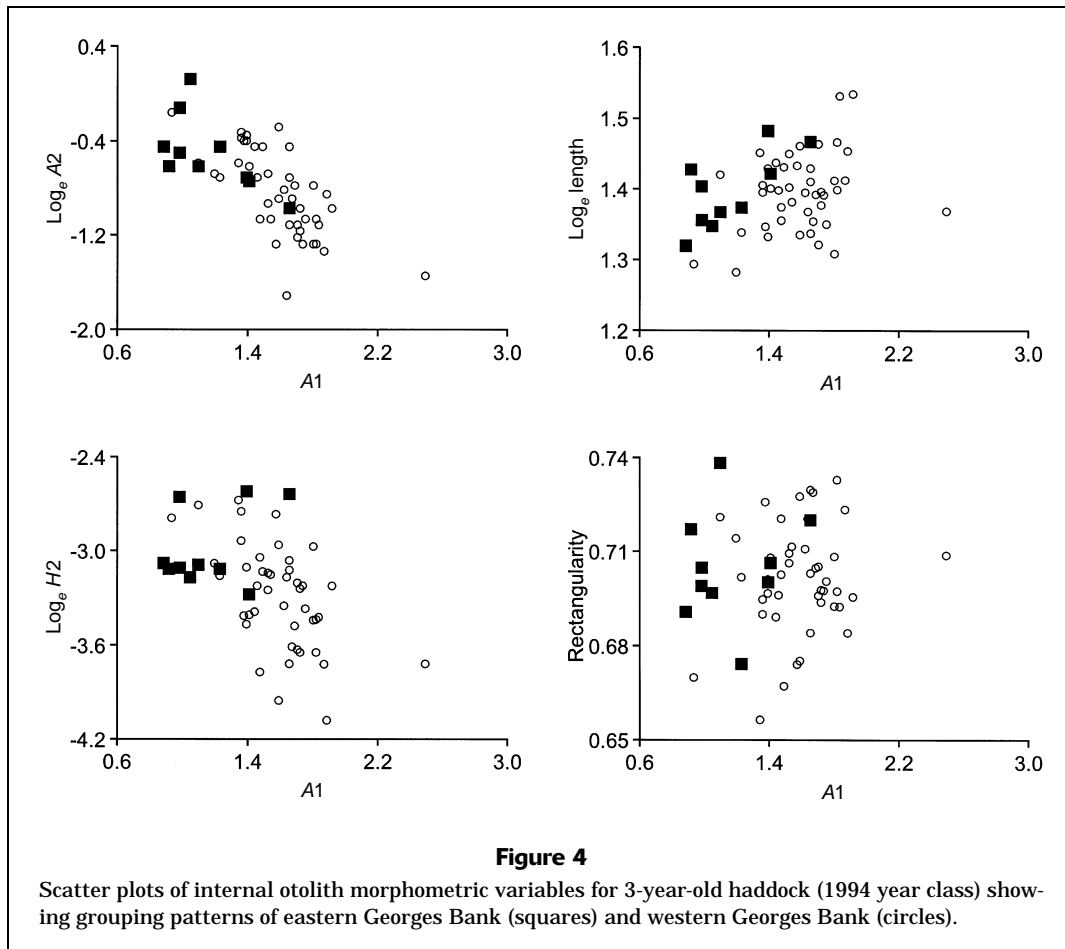 0.4
-0.4
-1.2
-2.0
Loge A2
0.6 1.4 2.2 3.0
A1
1.6
1.5
1.4
1.3
1.2
Loge length
0.6 1.4 2.2 3.0
A1
-2.4
-3.0
-3.6
-4.2
Loge H2
0.6 1.4 2.2 3.0
A1
0.74
0.71
0.68
0.65
Rectangularity
0.6 1.4 2.2 3.0
A1
Figure 4
Scatter plots of internal otolith morphometric variables for 3-year-old haddock (1994 year class) show-
ing grouping patterns of eastern Georges Bank (squares) and western Georges Bank (circles).